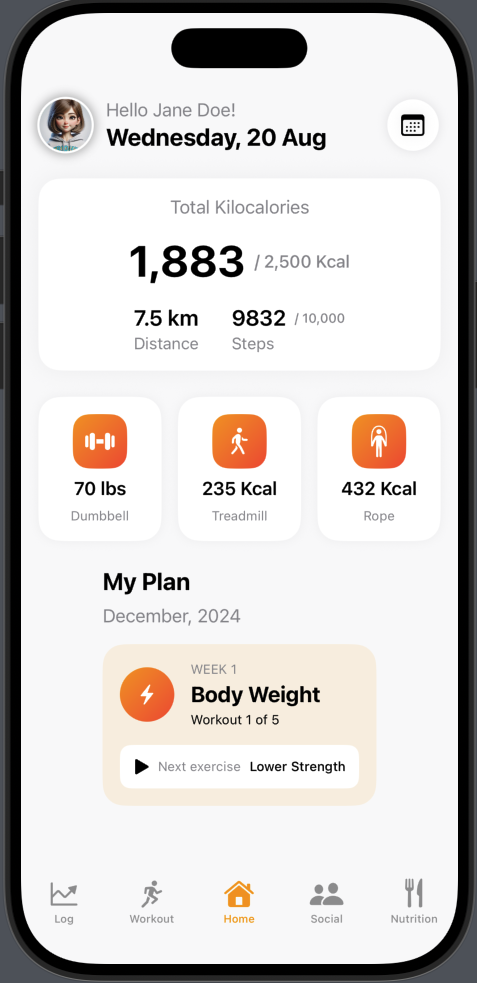 Hello Jane Doe!
Wednesday, 20 Aug
Total Kilocalories
1,883 / 2,500 Kcal
7.5 km 9832 / 10,000
Distance Steps
70 lbs 235 Kcal 432 Kcal
Dumbbell Treadmill Rope
My Plan
December, 2024
WEEK 1
Body Weight
Workout 1 of 5
Next exercise Lower Strength
Log Workout Home Social Nutrition